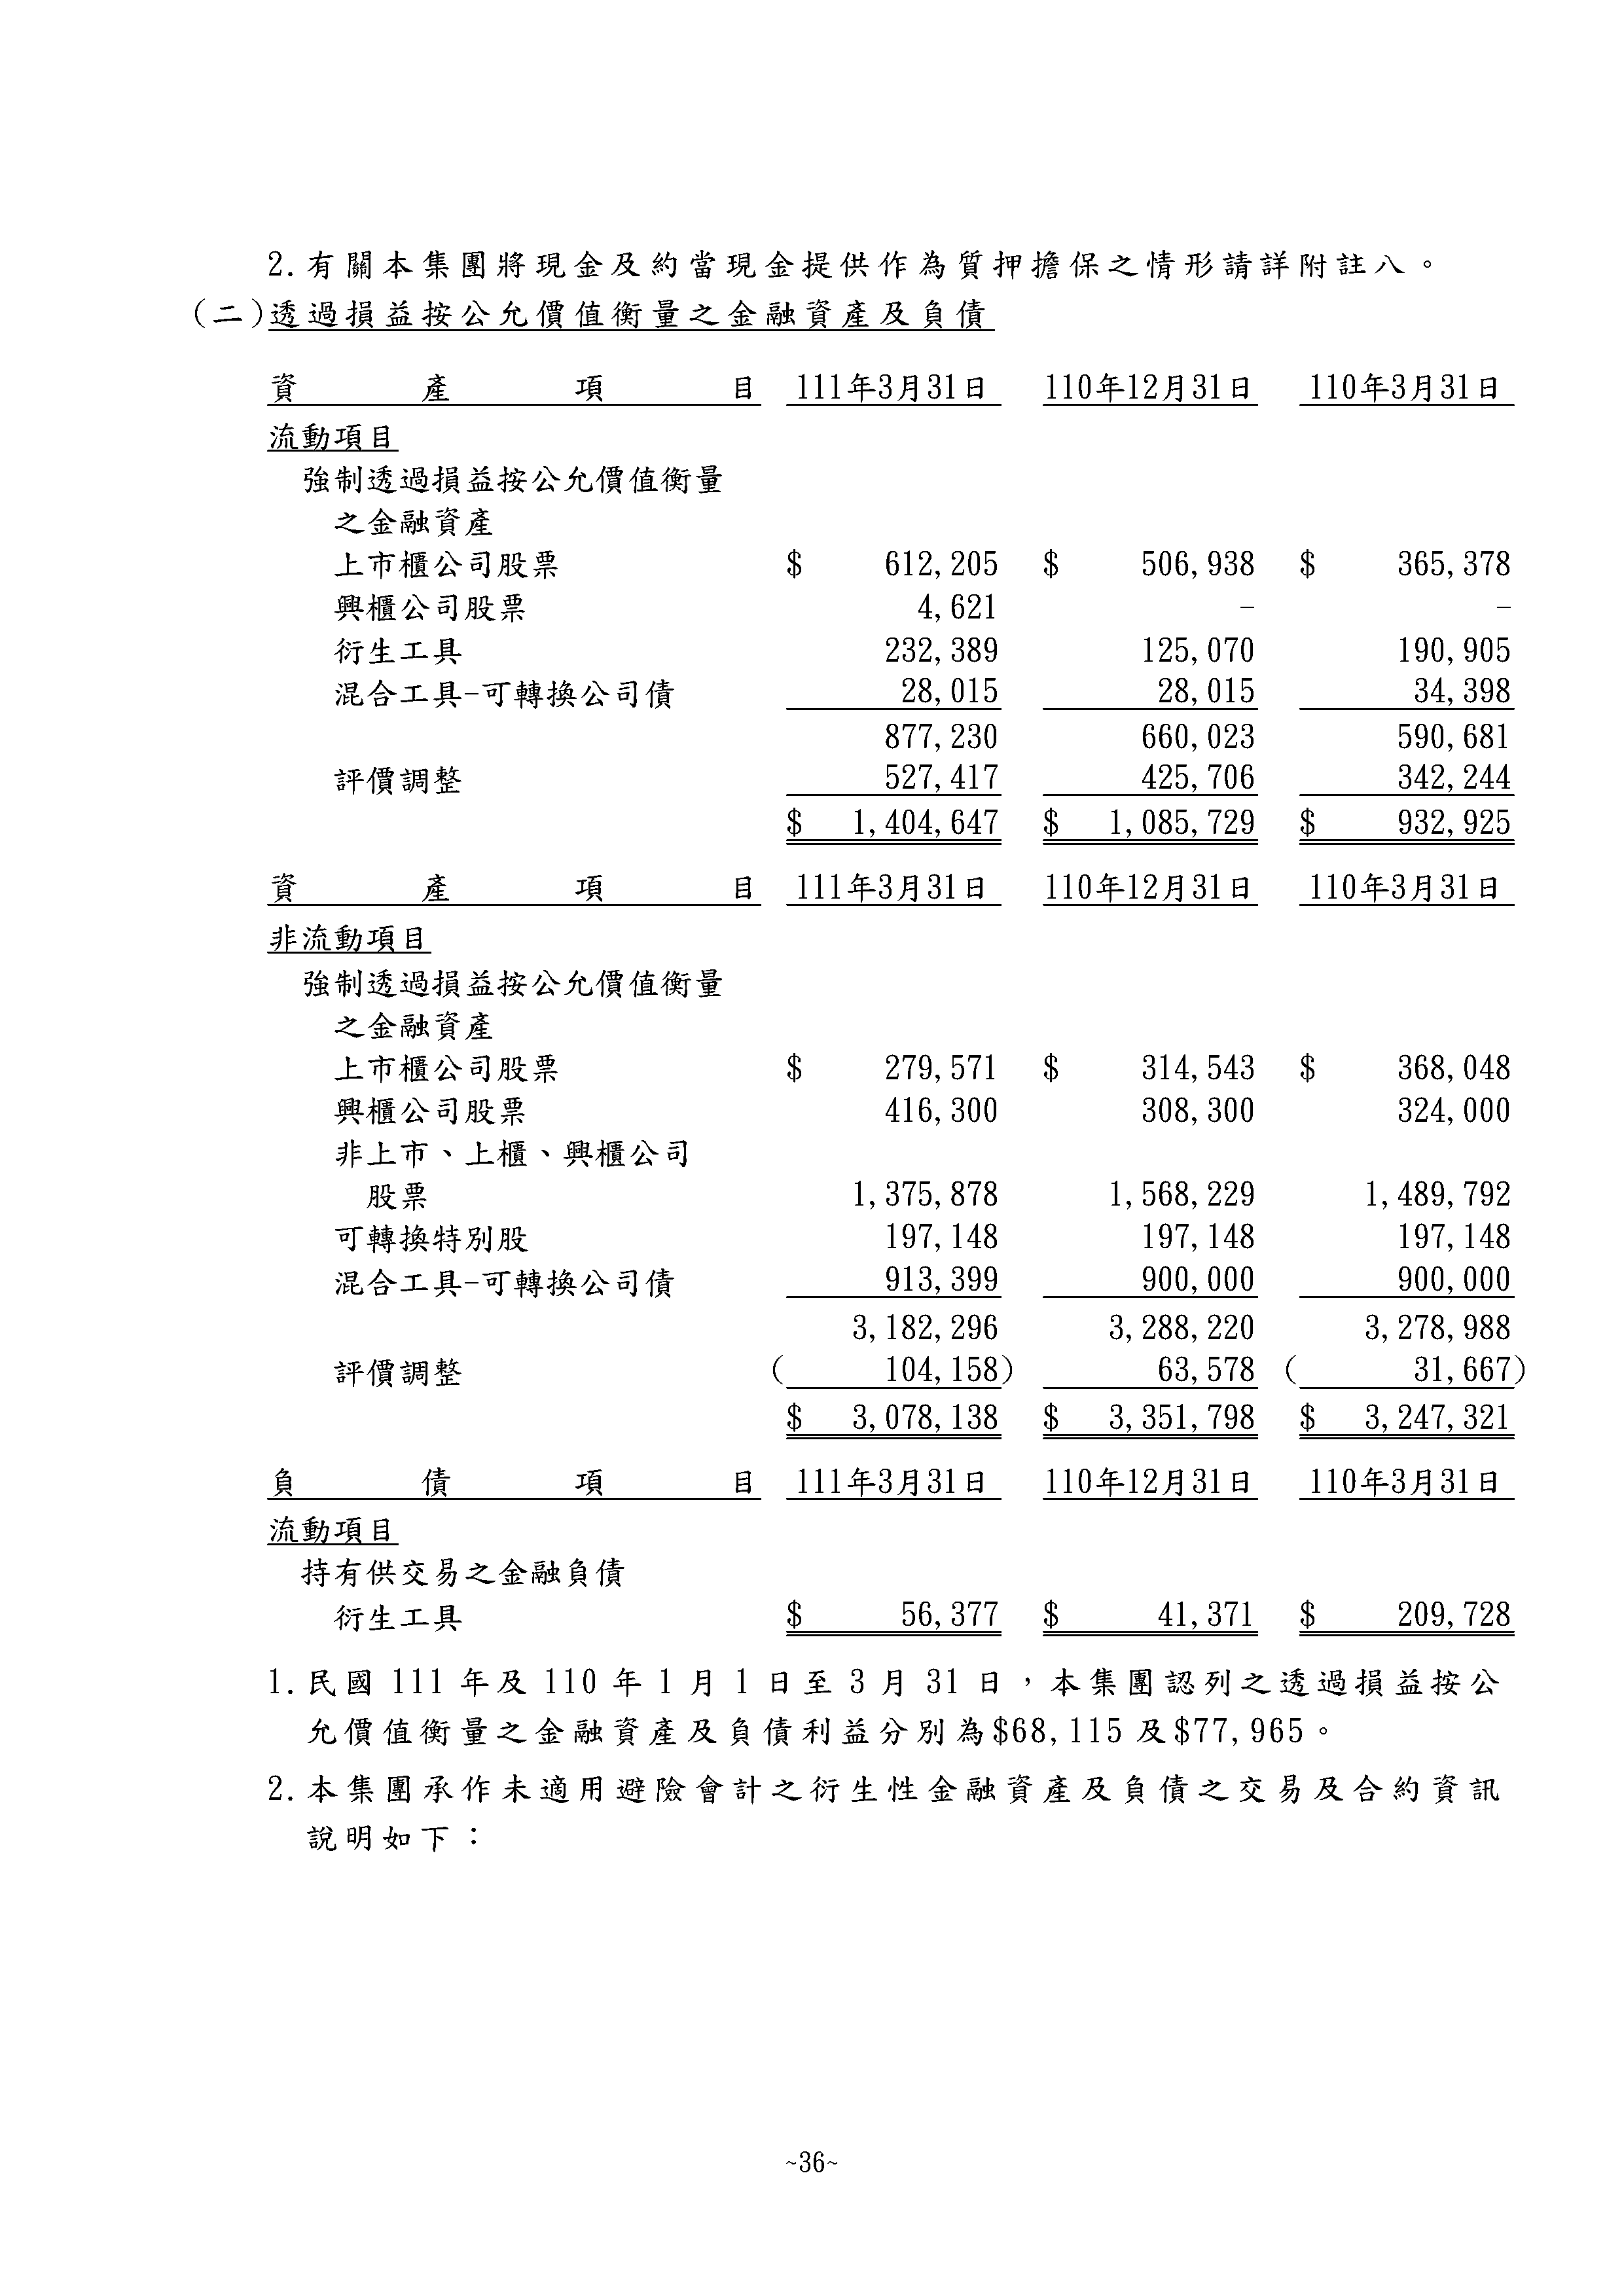 2.有關本集團將現金及約當現金提供作為質押擔保之情形請詳附註八。
(二)透過損益按公允價值衡量之金融資產及負債
資產項目 111年3月31日 110年12月31日 110年3月31日
流動項目
強制透過損益按公允價值衡量
之金融資產
上市櫃公司股票 $ 612,205 $ 506,938 $ 365,378
興櫃公司股票 4,621 - -
衍生工具 232,389 125,070 190,905
混合工具-可轉換公司債 28,015 28,015 34,398
877,230 660,023 590,681
評價調整 527,417 425,706 342,244
$ 1,404,647 $ 1,085,729 $ 932,925
資產項目 111年3月31日 110年12月31日 110年3月31日
非流動項目
強制透過損益按公允價值衡量
之金融資產
上市櫃公司股票 $ 279,571 $ 314,543 $ 368,048
興櫃公司股票 416,300 308,300 324,000
非上市、上櫃、興櫃公司
股票 1,375,878 1,568,229 1,489,792
可轉換特別股 197,148 197,148 197,148
混合工具-可轉換公司債 913,399 900,000 900,000
3,182,296 3,288,220 3,278,988
評價調整 ( 104,158) 63,578 ( 31,667)
$ 3,078,138 $ 3,351,798 $ 3,247,321
負債項目 111年3月31日 110年12月31日 110年3月31日
流動項目
持有供交易之金融負債
衍生工具 $ 56,377 $ 41,371 $ 209,728
1.民國 111 年及 110 年 1 月 1 日至 3 月 31 日，本集團認列之透過損益按公
允價值衡量之金融資產及負債利益分別為$68,115 及$77,965。
2.本集團承作未適用避險會計之衍生性金融資產及負債之交易及合約資訊
說明如下：
~36~